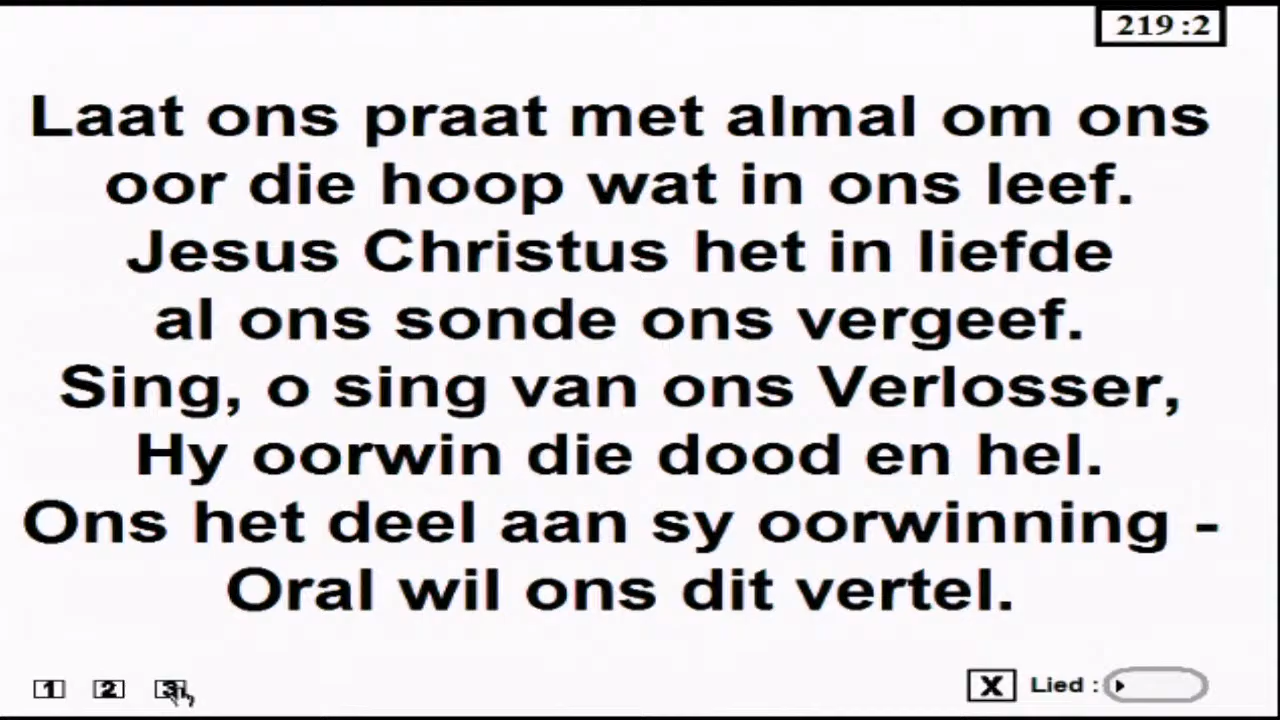 219 :2
Laat ons praat met almal om ons
oor die hoop wat in ons leef.
Jesus Christus het in liefde
al ons sonde ons vergeef.
Sing, o sing van ons Verlosser,
Hy oorwin die dood en hel.
Ons het deel aan sy oorwinning -
Oral wil ons dit vertel.
1 2 3 X Lied :